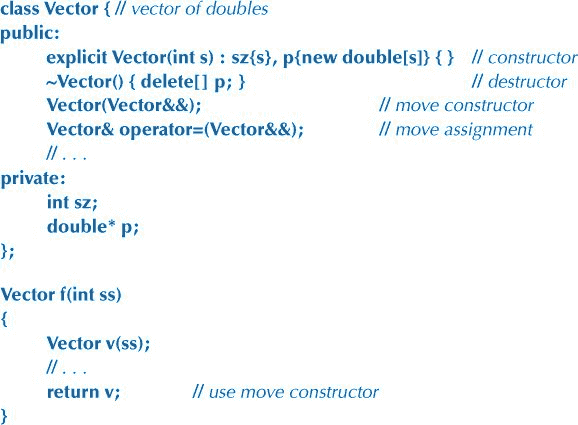 class Vector { // vector of doubles
public:
explicit Vector(int s) : sz{s}, p{new double[s]} { } // constructor
~Vector() { delete[] p; } // destructor
Vector(Vector&&); // move constructor
Vector& operator=(Vector&&); // move assignment
// . . .
private:
int sz;
double* p;
};
Vector f(int ss)
{
Vector v(ss);
// . . .
return v; // use move constructor
}